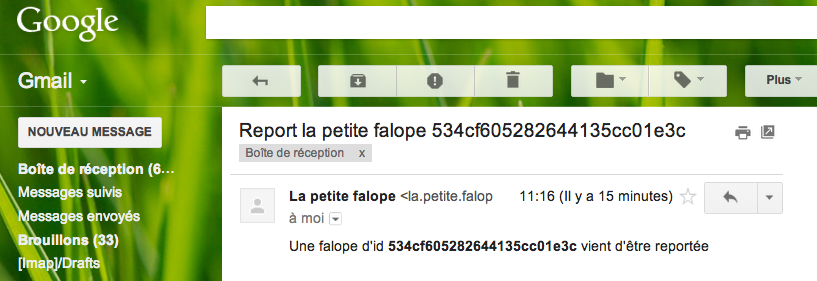 Google
Gmail
Plus
NOUVEAU MESSAGE
Report la petite falope 534cf605282644135cc01e3c
Boîte de réception x
Boîte de réception (6...
Messages suivis
Messages envoyés
Brouillons (33)
[Imap]/Drafts
La petite falope <la.petite.falop 11:16 (Il y a 15 minutes)
à moi
Une falope d'id 534cf605282644135cc01e3c vient d'être reportée